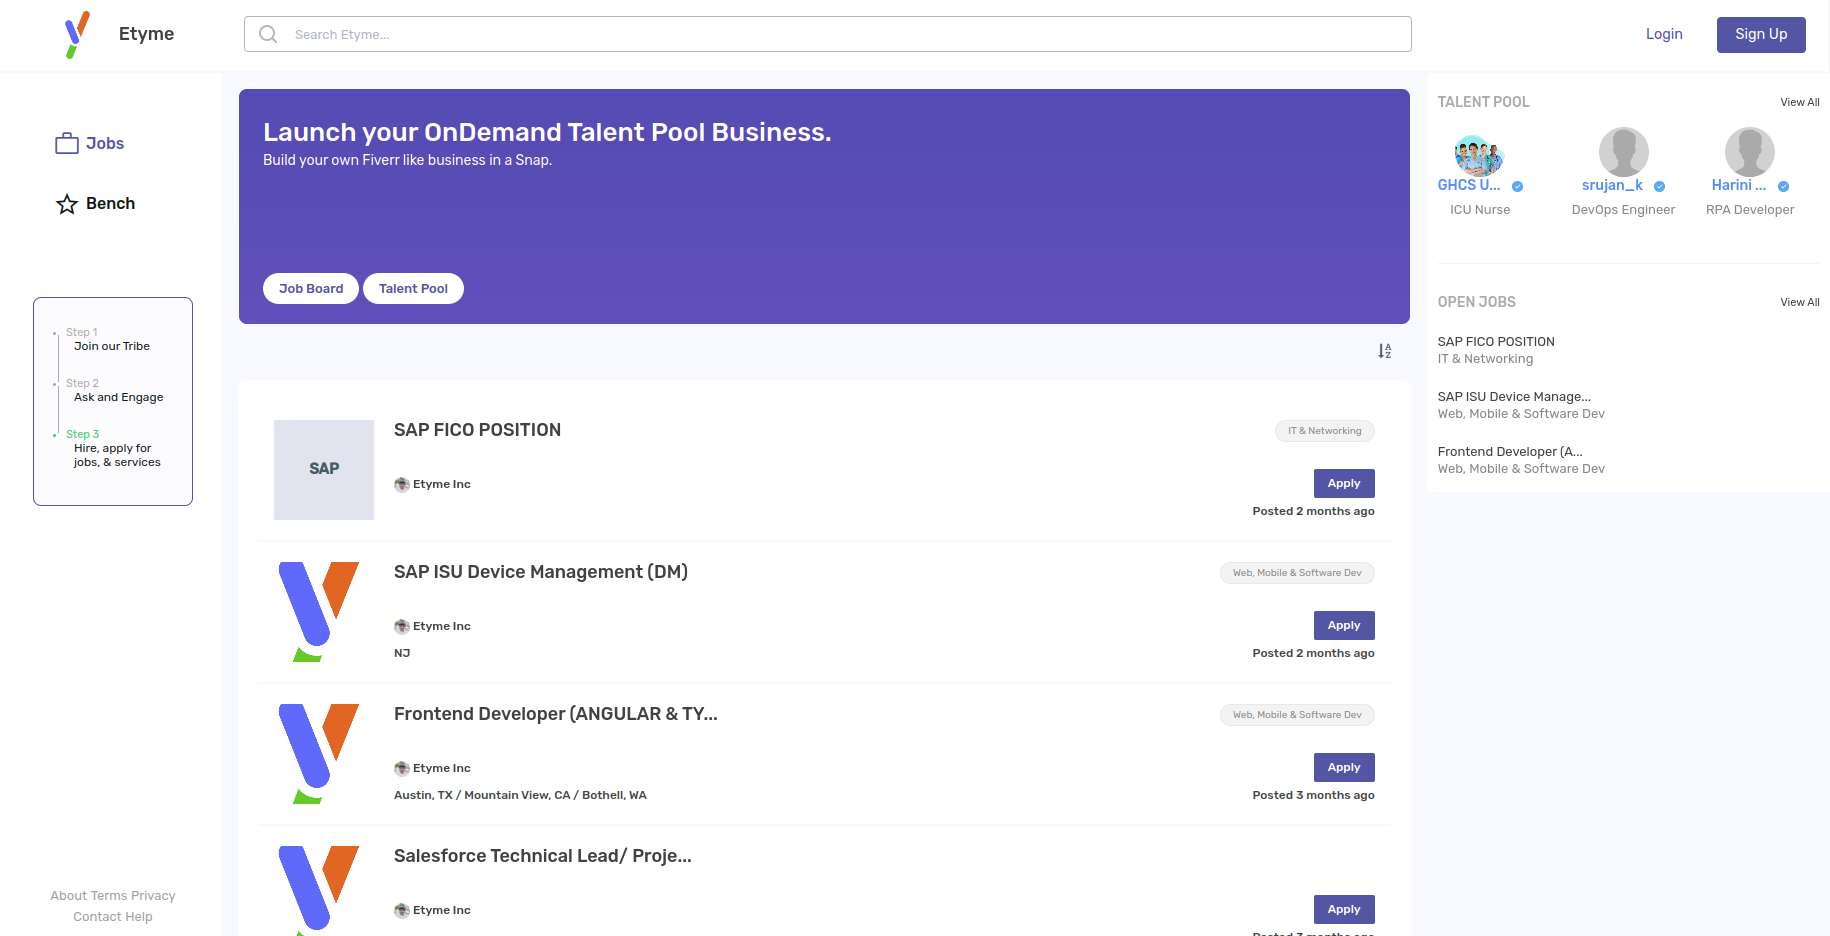 Etyme
Search Etyme...
Login
Sign Up
Jobs
Bench
Step 1
Join our Tribe
Step 2
Ask and Engage
Step 3
Hire, apply for
jobs, & services
About Terms Privacy
Contact Help
Launch your OnDemand Talent Pool Business.
Build your own Fiverr like business in a Snap.
Job Board
Talent Pool
A
Z
SAP
SAP FICO POSITION
IT & Networking
Etyme Inc
Apply
Posted 2 months ago
SAP ISU Device Management (DM)
Web, Mobile & Software Dev
Etyme Inc
Apply
NJ
Posted 2 months ago
Frontend Developer (ANGULAR & TY...
Web, Mobile & Software Dev
Etyme Inc
Apply
Austin, TX / Mountain View, CA / Bothell, WA
Posted 3 months ago
Salesforce Technical Lead/ Proje...
Etyme Inc
Apply
Posted 3 months ago
TALENT POOL
View All
GHCS U...
ICU Nurse
srujan_k
DevOps Engineer
Harini ...
RPA Developer
OPEN JOBS
View All
SAP FICO POSITION
IT & Networking
SAP ISU Device Manage...
Web, Mobile & Software Dev
Frontend Developer (A...
Web, Mobile & Software Dev